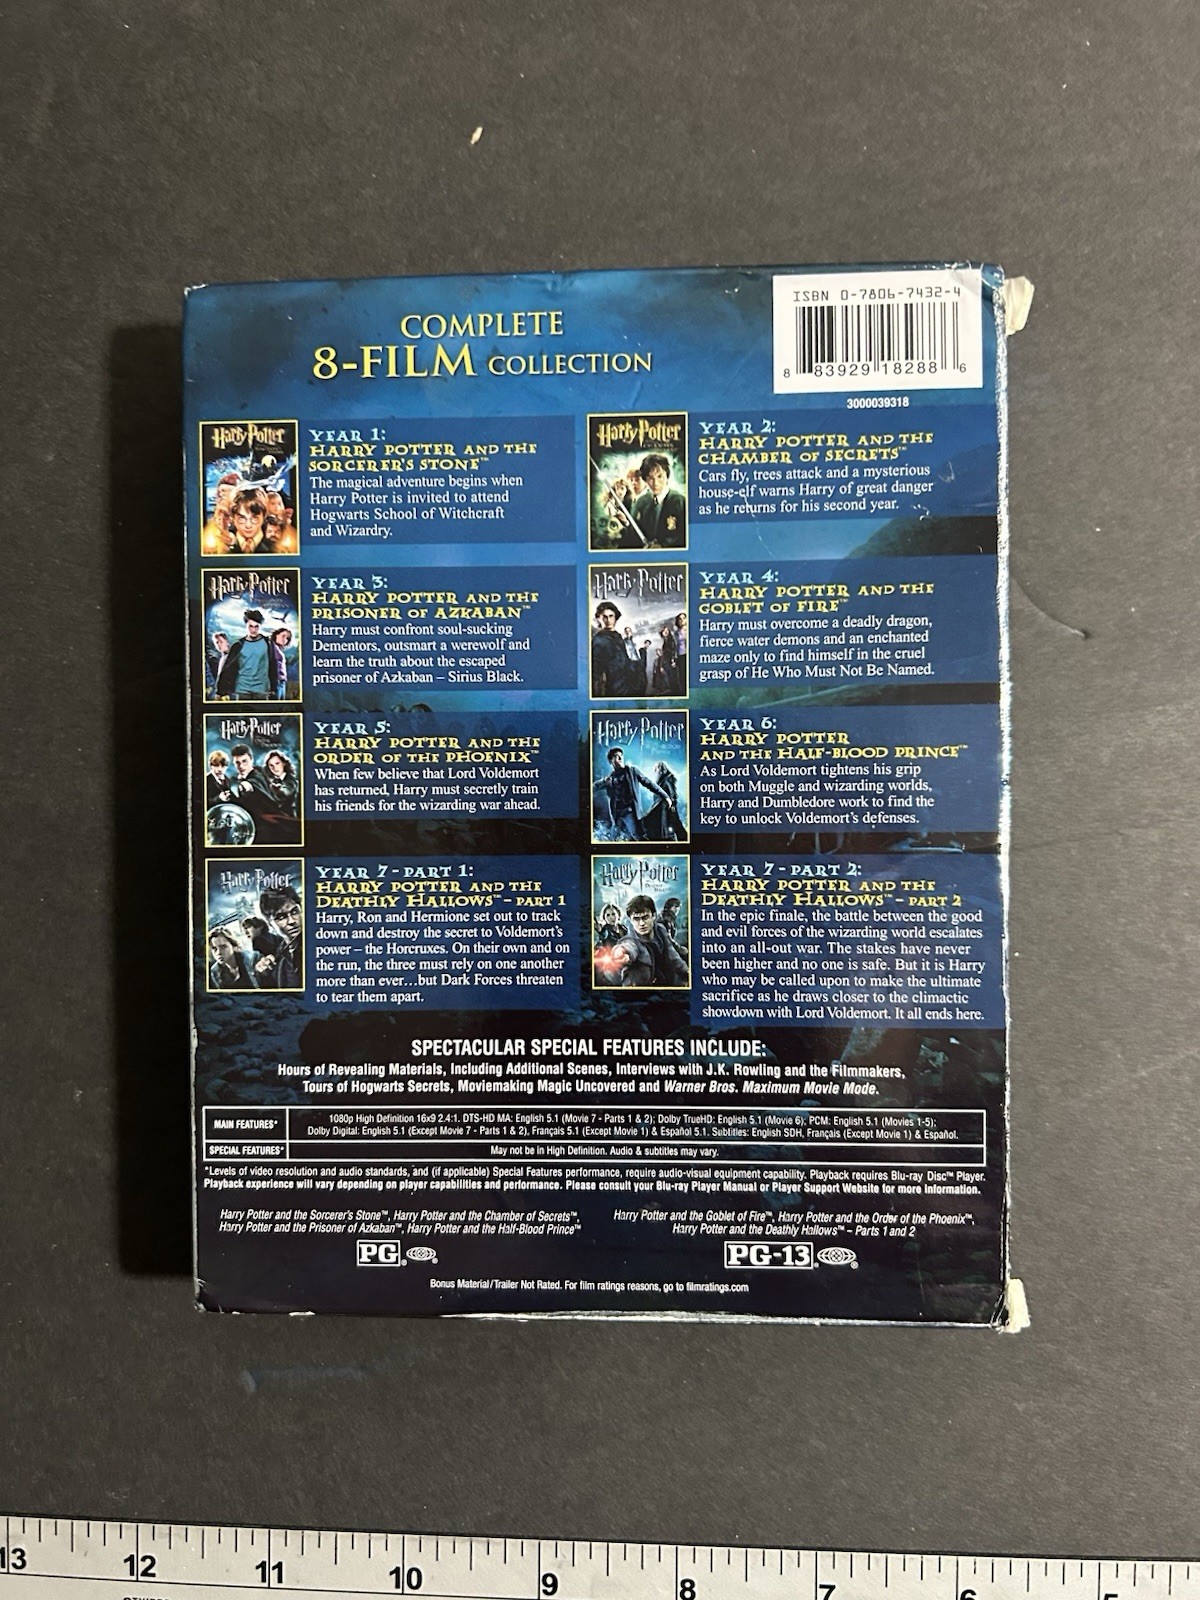 COMPLETE
8-FILM COLLECTION
ISBN 0-7806-7432-4
8 83929 18288 6
3000039318
Harry Potter
YEAR 1:
HARRY POTTER AND THE
SORCERER'S STONE™
The magical adventure begins when
Harry Potter is invited to attend
Hogwarts School of Witchcraft
and Wizardry.
Harry Potter
YEAR 2:
HARRY POTTER AND THE
CHAMBER OF SECRETS™
Cars fly, trees attack and a mysterious
house-elf warns Harry of great danger
as he returns for his second year.
Harry Potter
YEAR 3:
HARRY POTTER AND THE
PRISONER OF AZKABAN™
Harry must confront soul-sucking
Dementors, outsmart a werewolf and
learn the truth about the escaped
prisoner of Azkaban – Sirius Black.
Harry Potter
YEAR 4:
HARRY POTTER AND THE
GOBLET OF FIRE™
Harry must overcome a deadly dragon,
fierce water demons and an enchanted
maze only to find himself in the cruel
grasp of He Who Must Not Be Named.
Harry Potter
YEAR 5:
HARRY POTTER AND THE
ORDER OF THE PHOENIX™
When few believe that Lord Voldemort
has returned, Harry must secretly train
his friends for the wizarding war ahead.
Harry Potter
YEAR 6:
HARRY POTTER
AND THE HALF-BLOOD PRINCE™
As Lord Voldemort tightens his grip
on both Muggle and wizarding worlds,
Harry and Dumbledore work to find the
key to unlock Voldemort's defenses.
Harry Potter
YEAR 7 - PART 1:
HARRY POTTER AND THE
DEATHLY HALLOWS™ - PART 1
Harry, Ron and Hermione set out to track
down and destroy the secret to Voldemort's
power – the Horcruxes. On their own and on
the run, the three must rely on one another
more than ever...but Dark Forces threaten
to tear them apart.
Harry Potter
YEAR 7 - PART 2:
HARRY POTTER AND THE
DEATHLY HALLOWS™ - PART 2
In the epic finale, the battle between the good
and evil forces of the wizarding world escalates
into an all-out war. The stakes have never
been higher and no one is safe. But it is Harry
who may be called upon to make the ultimate
sacrifice as he draws closer to the climactic
showdown with Lord Voldemort. It all ends here.
SPECTACULAR SPECIAL FEATURES INCLUDE:
Hours of Revealing Materials, Including Additional Scenes, Interviews with J.K. Rowling and the Filmmakers,
Tours of Hogwarts Secrets, Moviemaking Magic Uncovered and Warner Bros. Maximum Movie Mode.
MAIN FEATURES*
1080p High Definition 16x9 2.4:1. DTS-HD MA: English 5.1 (Movie 7 - Parts 1 & 2); Dolby TrueHD: English 5.1 (Movie 6); PCM: English 5.1 (Movies 1-5);
Dolby Digital: English 5.1 (Except Movie 7 - Parts 1 & 2), Français 5.1 (Except Movie 1) & Español 5.1. Subtitles: English SDH, Français (Except Movie 1) & Español.
SPECIAL FEATURES*
May not be in High Definition. Audio & subtitles may vary.
*Levels of video resolution and audio standards, and (if applicable) Special Features performance, require audio-visual equipment capability. Playback requires Blu-ray Disc™ Player.
Playback experience will vary depending on player capabilities and performance. Please consult your Blu-ray Player Manual or Player Support Website for more information.
Harry Potter and the Sorcerer's Stone™, Harry Potter and the Chamber of Secrets™,
Harry Potter and the Prisoner of Azkaban™, Harry Potter and the Half-Blood Prince™
PG ®
Harry Potter and the Goblet of Fire™, Harry Potter and the Order of the Phoenix™,
Harry Potter and the Deathly Hallows™ – Parts 1 and 2
PG-13 ®
Bonus Material/Trailer Not Rated. For film ratings reasons, go to filmratings.com
13 12 11 10 9 8 7 6 5